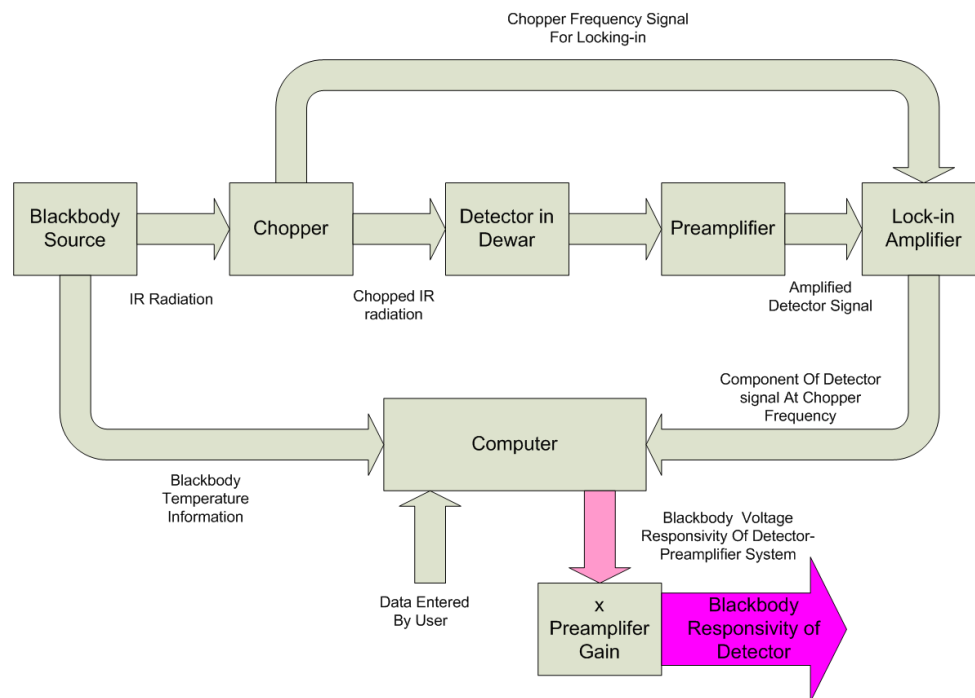 Chopper Frequency Signal
For Locking-in
Blackbody
Source
Chopper
Detector in
Dewar
Preamplifier
Lock-in
Amplifier
IR Radiation
Chopped IR
radiation
Amplified
Detector Signal
Component Of Detector
signal At Chopper
Frequency
Computer
Blackbody
Temperature
Information
Blackbody  Voltage
Responsivity Of Detector-
Preamplifier System
Data Entered
By User
x
Preamplifer
Gain
Blackbody
Responsivity of
Detector